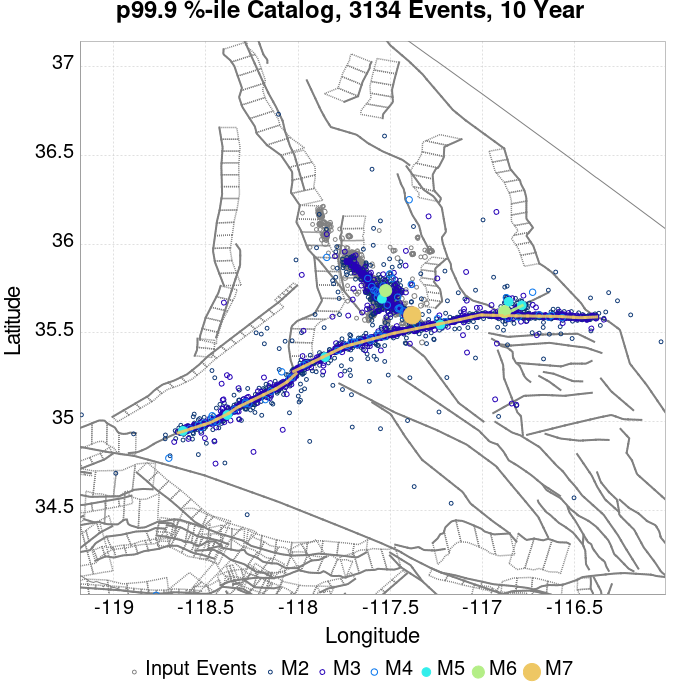 p99.9 %-ile Catalog, 3134 Events, 10 Year
37
36.5
36
35.5
35
34.5
Latitude
-119 -118.5 -118 -117.5 -117 -116.5
Longitude
Input Events M2 M3 M4 M5 M6 M7